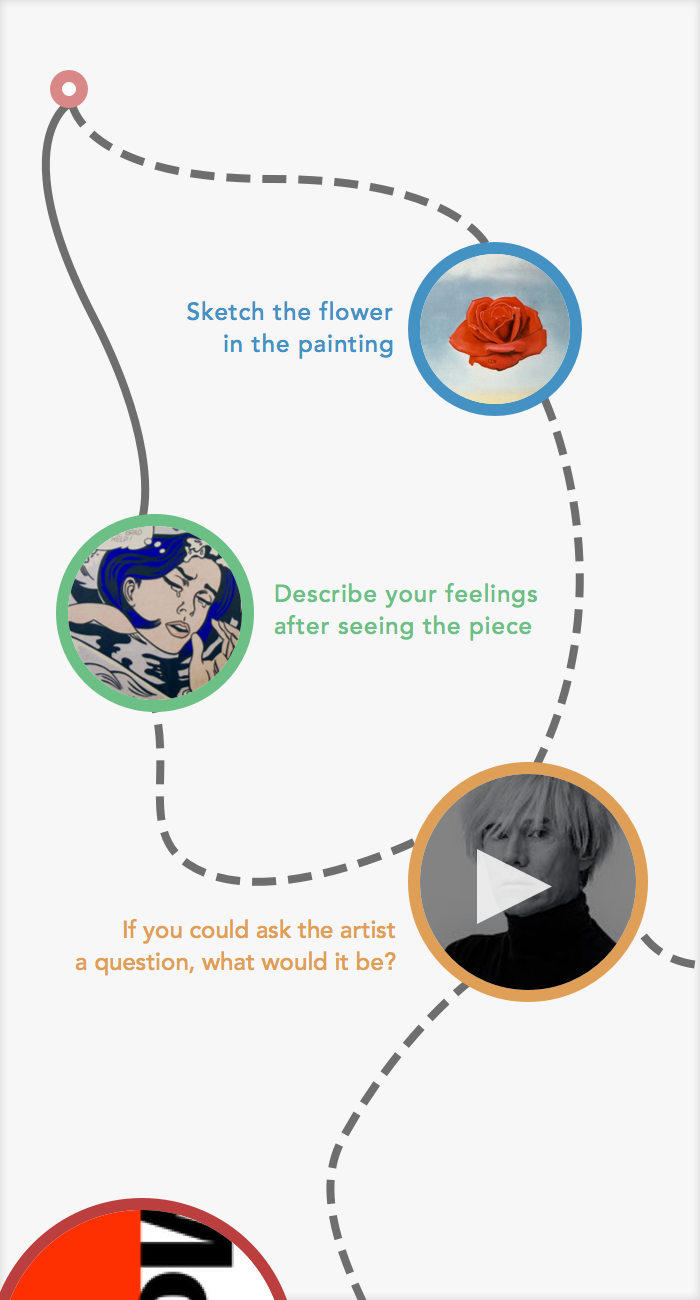 Sketch the flower
in the painting
Describe your feelings
after seeing the piece
If you could ask the artist
a question, what would it be?